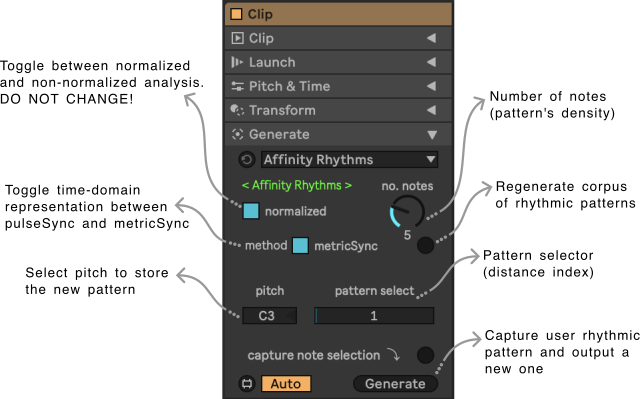 Clip
Clip
Launch
Pitch & Time
Transform
Generate
Affinity Rhythms
< Affinity Rhythms >
no. notes
normalized
5
method
metricSync
pitch
pattern select
C3
1
capture note selection
Auto
Generate
Toggle between normalized
and non-normalized analysis.
DO NOT CHANGE!
Toggle time-domain
representation between
pulseSync and metricSync
Select pitch to store
the new pattern
Number of notes
(pattern's density)
Regenerate corpus
of rhythmic patterns
Pattern selector
(distance index)
Capture user rhythmic
pattern and output a
new one